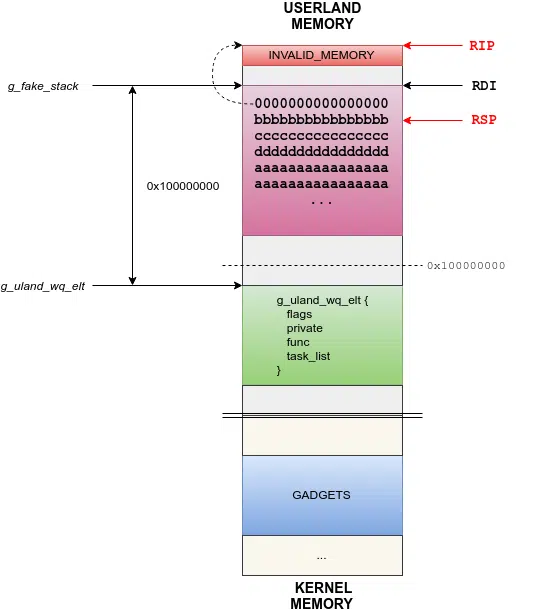 USERLAND
MEMORY
INVALID_MEMORY
RIP
g_fake_stack
RDI
0000000000000000
bbbbbbbbbbbbbbbb
RSP
cccccccccccccccc
dddddddddddddddd
aaaaaaaaaaaaaaaa
0x100000000
aaaaaaaaaaaaaaaa
...
0x100000000
g_uland_wq_elt
g_uland_wq_elt {
flags
private
func
task_list
}
GADGETS
...
KERNEL
MEMORY